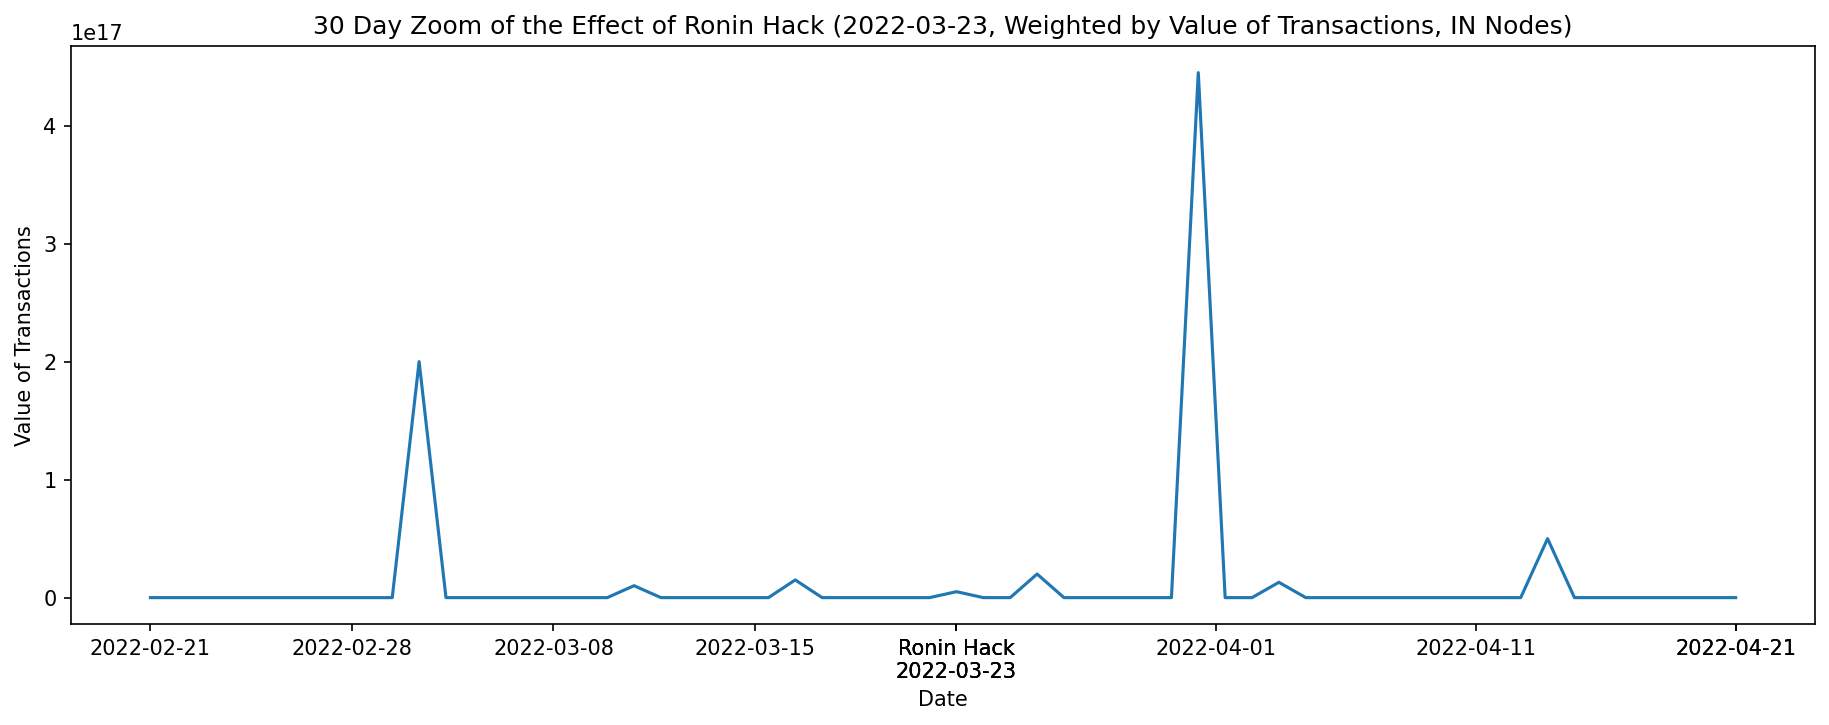 30 Day Zoom of the Effect of Ronin Hack (2022-03-23, Weighted by Value of Transactions, IN Nodes)
1e17
4
3
2
1
0
Value of Transactions
2022-02-21
2022-02-28
2022-03-08
2022-03-15
Ronin Hack
2022-03-23
2022-04-01
2022-04-11
2022-04-21
Date